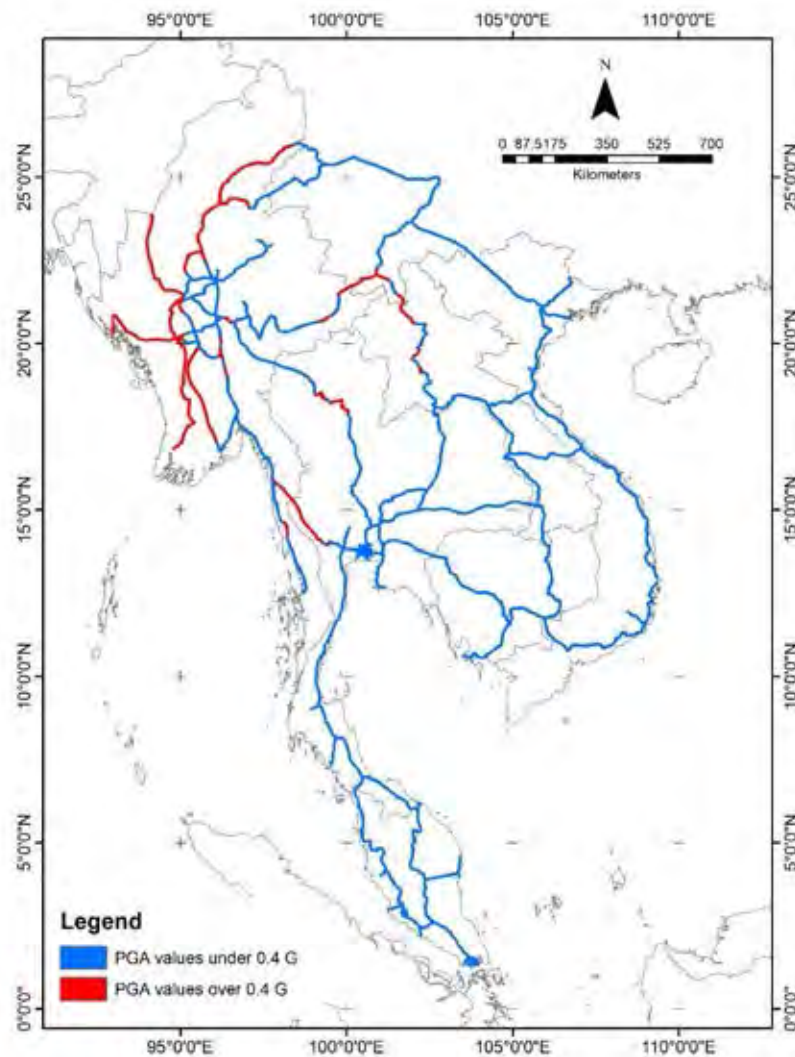 95°0'0"E 100°0'0"E 105°0'0"E 110°0'0"E
N
0 87.5175 350 525 700
Kilometers
25°0'0"N 25°0'0"N
20°0'0"N 20°0'0"N
15°0'0"N 15°0'0"N
10°0'0"N 10°0'0"N
5°0'0"N 5°0'0"N
0°0'0" 0°0'0"
Legend
PGA values under 0.4 G
PGA values over 0.4 G
95°0'0"E 100°0'0"E 105°0'0"E 110°0'0"E